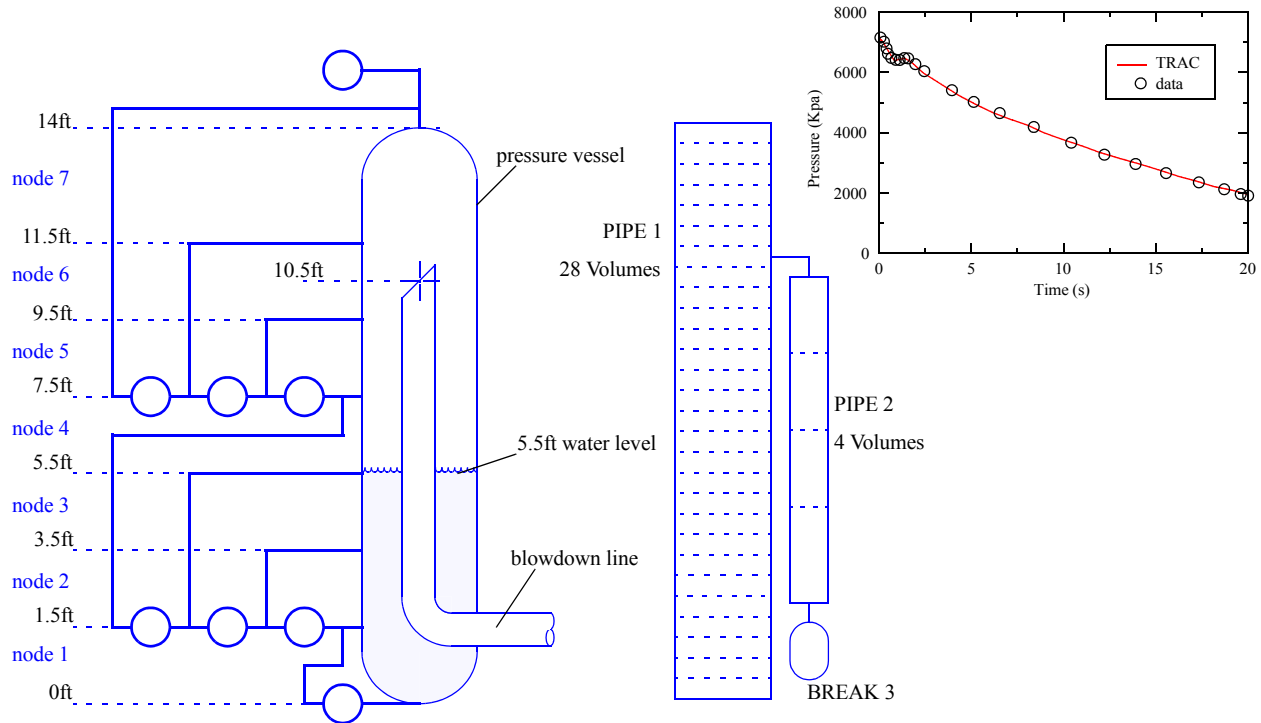 14ft
node 7
11.5ft
node 6
9.5ft
node 5
7.5ft
node 4
5.5ft
node 3
3.5ft
node 2
1.5ft
node 1
0ft
10.5ft
pressure vessel
5.5ft water level
blowdown line
PIPE 1
28 Volumes
PIPE 2
4 Volumes
BREAK 3
8000
6000
4000
2000
0
Pressure (Kpa)
TRAC
data
0
5
10
15
20
Time (s)